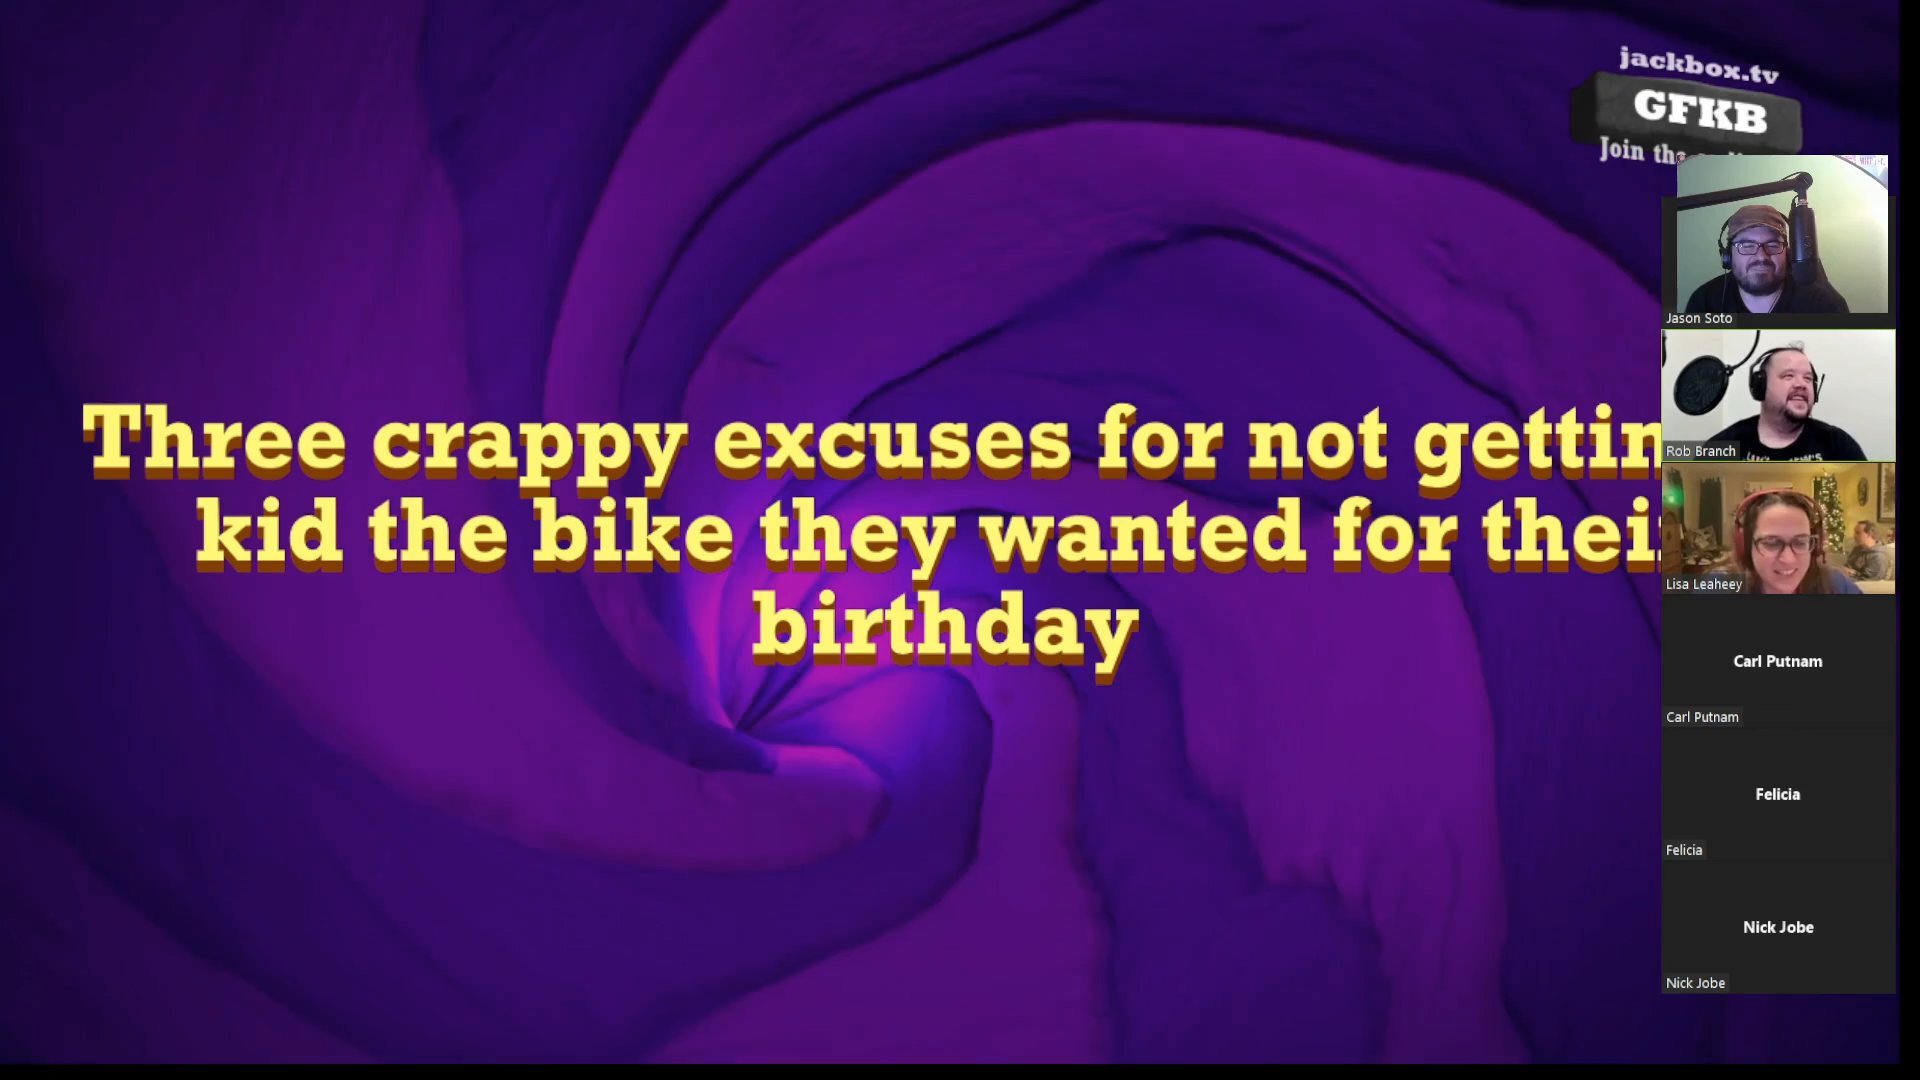 jackbox.tv
GFKB
Join the
Three crappy excuses for not gettin
kid the bike they wanted for thei
birthday
Jason Soto
Rob Branch
Lisa Leaheey
Carl Putnam
Carl Putnam
Felicia
Felicia
Nick Jobe
Nick Jobe